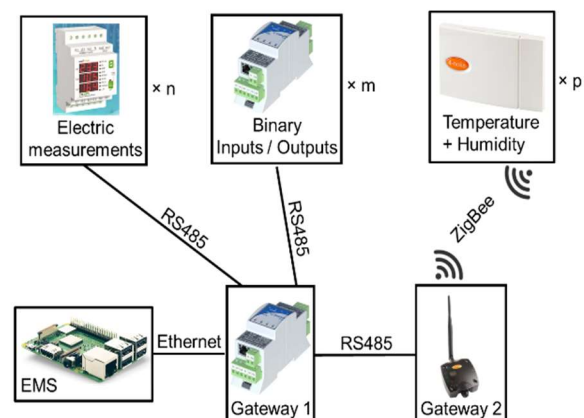 × n
Electric
measurements
× m
Binary
Inputs / Outputs
× p
Temperature
+ Humidity
RS485
RS485
ZigBee
EMS
Ethernet
Gateway 1
RS485
Gateway 2